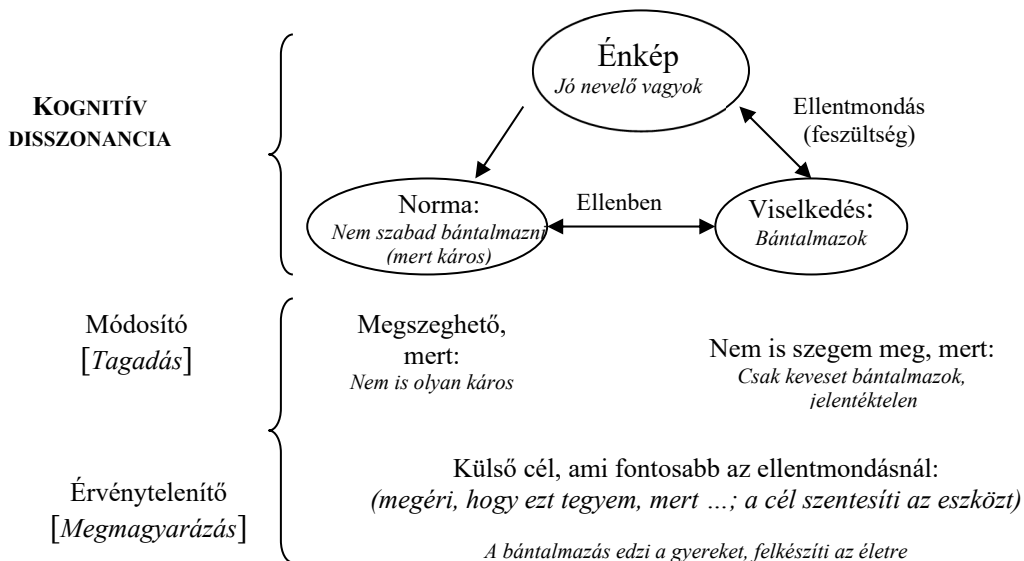 Énkép
Jó nevelő vagyok
KOGNITÍV
DISSZONANCIA
Ellentmondás
(feszültség)
Norma:
Nem szabad bántalmazni
(mert káros)
Ellenben
Viselkedés:
Bántalmazok
Módosító
[Tagadás]
Megszeghető,
mert:
Nem is olyan káros
Nem is szegem meg, mert:
Csak keveset bántalmazok,
jelentéktelen
Érvénytelenítő
[Megmagyarázás]
Külső cél, ami fontosabb az ellentmondásnál:
(megéri, hogy ezt tegyem, mert …; a cél szentesíti az eszközt)
A bántalmazás edzi a gyereket, felkészíti az életre